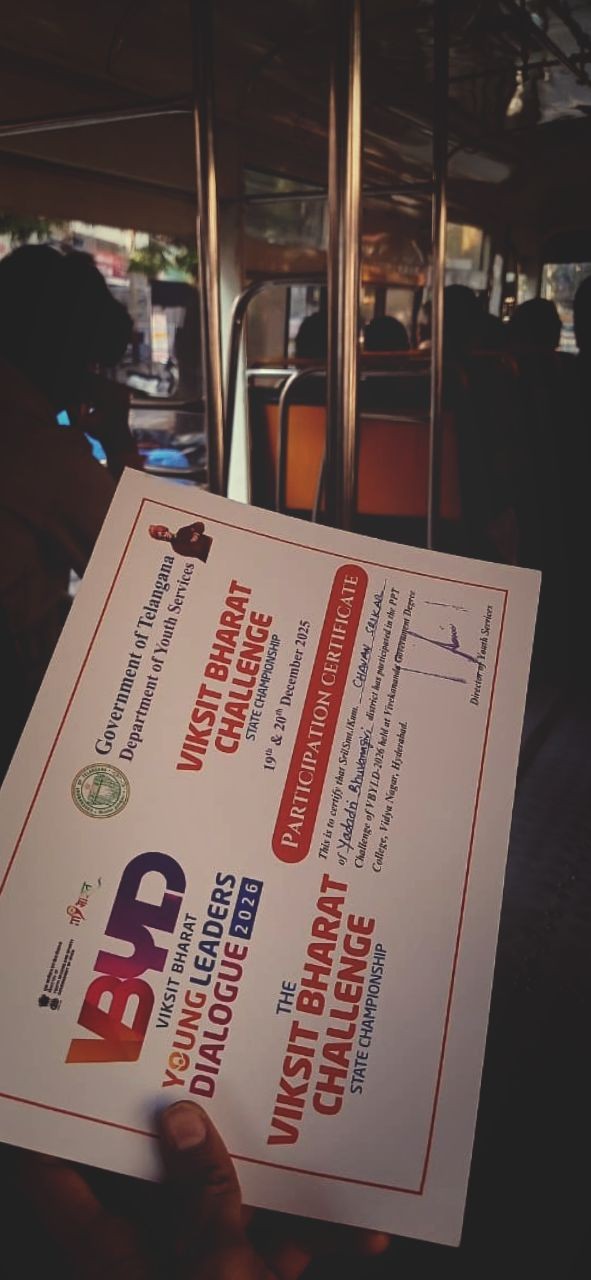 Government of Telangana
Department of Youth Services
VBYD
VIKSIT BHARAT
YOUNG LEADERS
DIALOGUE 2026
VIKSIT BHARAT
CHALLENGE
STATE CHAMPIONSHIP
19th & 20th December 2025
PARTICIPATION CERTIFICATE
THE
VIKSIT BHARAT
CHALLENGE
STATE CHAMPIONSHIP
This is to certify that Sri.Smt./Kum. CHAVAN SRIKAR
of Yadadri Bhuvanagiri district has participated in the PPT
Challenge of VBYLD-2026 held at Vivekananda Government Degree
College, Vidya Nagar, Hyderabad.
Director of Youth Services